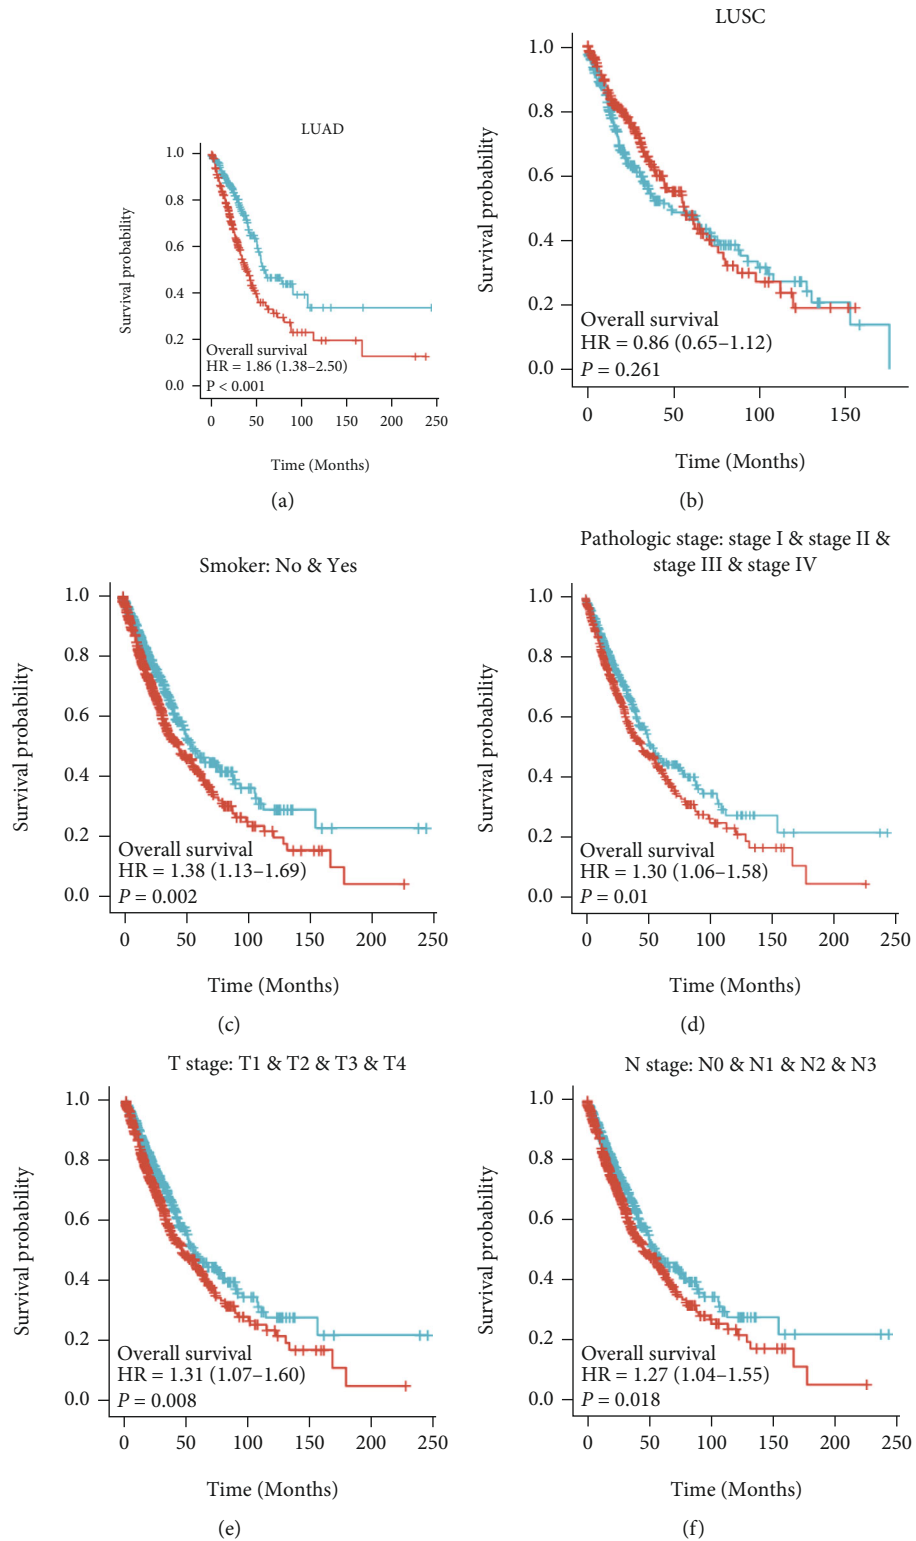 LUAD
Survival probability
1.0
0.8
0.6
0.4
0.2
0.0
Overall survival
HR = 1.86 (1.38–2.50)
P < 0.001
0 50 100 150 200 250
Time (Months)
(a)
LUSC
Survival probability
1.0
0.8
0.6
0.4
0.2
0.0
Overall survival
HR = 0.86 (0.65–1.12)
P = 0.261
0 50 100 150
Time (Months)
(b)
Smoker: No & Yes
Survival probability
1.0
0.8
0.6
0.4
0.2
0.0
Overall survival
HR = 1.38 (1.13–1.69)
P = 0.002
0 50 100 150 200 250
Time (Months)
(c)
Pathologic stage: stage I & stage II &
stage III & stage IV
Survival probability
1.0
0.8
0.6
0.4
0.2
0.0
Overall survival
HR = 1.30 (1.06–1.58)
P = 0.01
0 50 100 150 200 250
Time (Months)
(d)
T stage: T1 & T2 & T3 & T4
Survival probability
1.0
0.8
0.6
0.4
0.2
0.0
Overall survival
HR = 1.31 (1.07–1.60)
P = 0.008
0 50 100 150 200 250
Time (Months)
(e)
N stage: N0 & N1 & N2 & N3
Survival probability
1.0
0.8
0.6
0.4
0.2
0.0
Overall survival
HR = 1.27 (1.04–1.55)
P = 0.018
0 50 100 150 200 250
Time (Months)
(f)